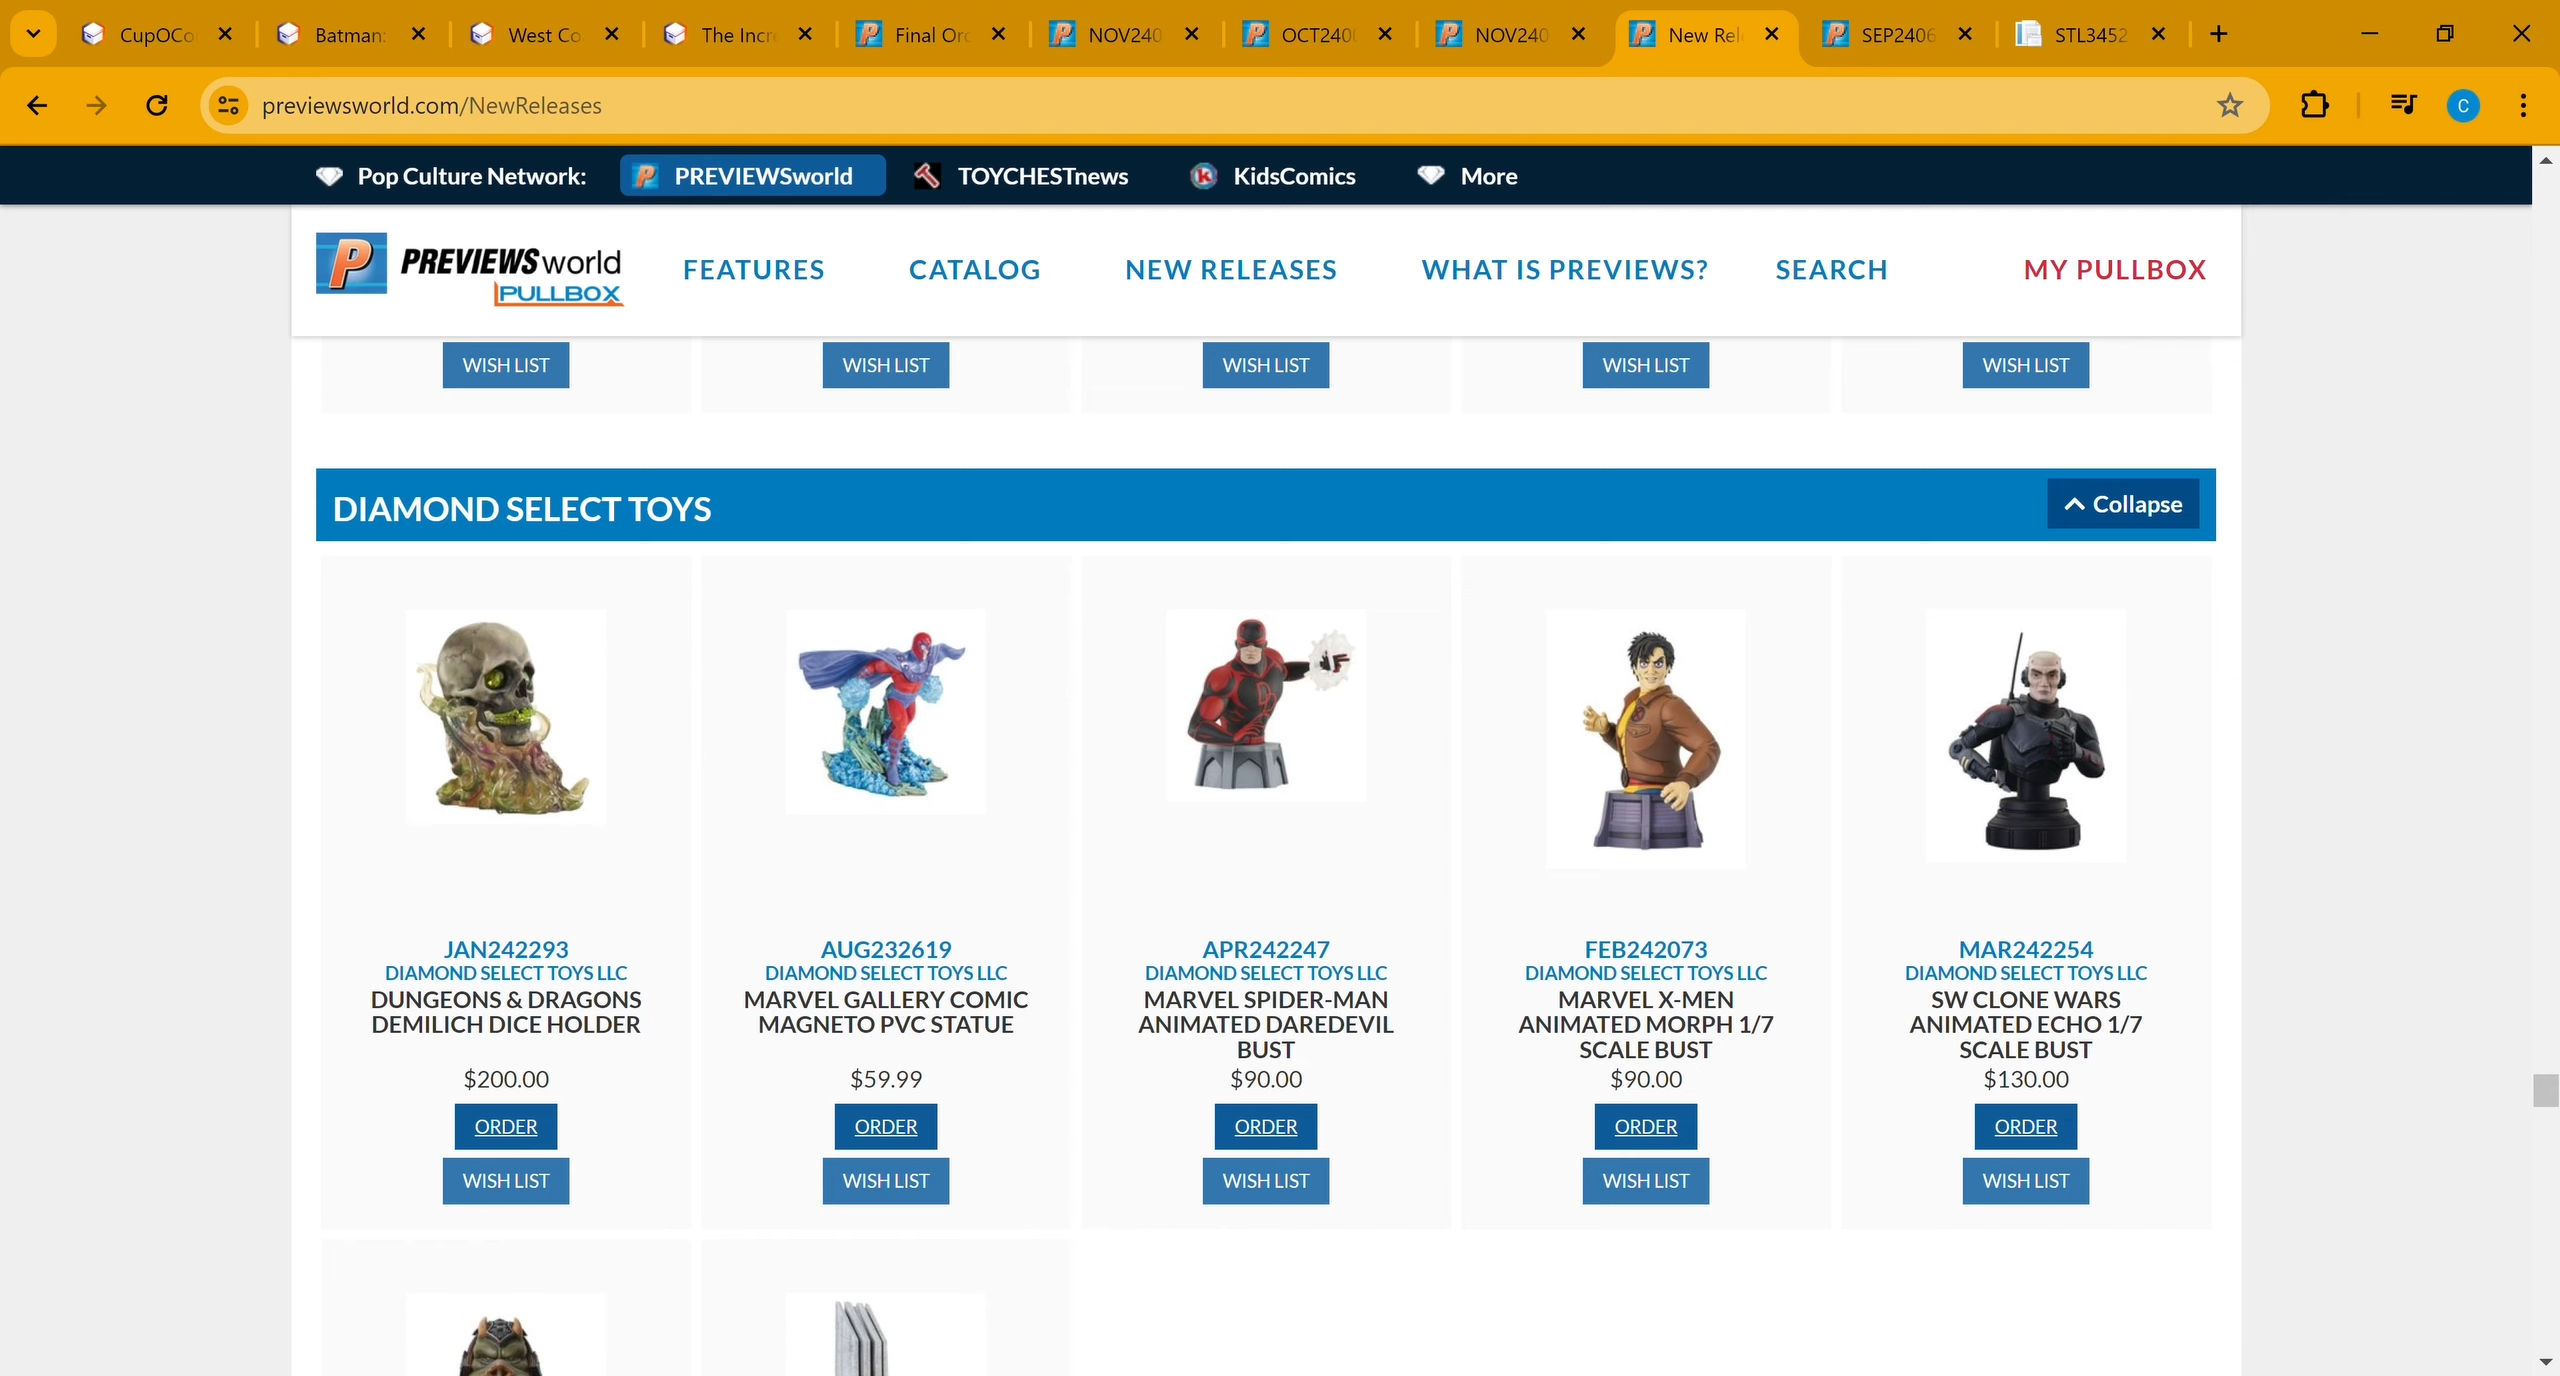 CupOCo
Batman:
West Co
The Incr
Final Orc
NOV240
OCT240
NOV240
New Rel
SEP2406
STL3452
previewsworld.com/NewReleases
C
Pop Culture Network:
PREVIEWSworld
TOYCHESTnews
KidsComics
More
P
PREVIEWSworld
PULLBOX
FEATURES
CATALOG
NEW RELEASES
WHAT IS PREVIEWS?
SEARCH
MY PULLBOX
WISH LIST
WISH LIST
WISH LIST
WISH LIST
WISH LIST
DIAMOND SELECT TOYS
Collapse
JAN242293
DIAMOND SELECT TOYS LLC
DUNGEONS & DRAGONS
DEMILICH DICE HOLDER
$200.00
ORDER
WISH LIST
AUG232619
DIAMOND SELECT TOYS LLC
MARVEL GALLERY COMIC
MAGNETO PVC STATUE
$59.99
ORDER
WISH LIST
APR242247
DIAMOND SELECT TOYS LLC
MARVEL SPIDER-MAN
ANIMATED DAREDEVIL
BUST
$90.00
ORDER
WISH LIST
FEB242073
DIAMOND SELECT TOYS LLC
MARVEL X-MEN
ANIMATED MORPH 1/7
SCALE BUST
$90.00
ORDER
WISH LIST
MAR242254
DIAMOND SELECT TOYS LLC
SW CLONE WARS
ANIMATED ECHO 1/7
SCALE BUST
$130.00
ORDER
WISH LIST